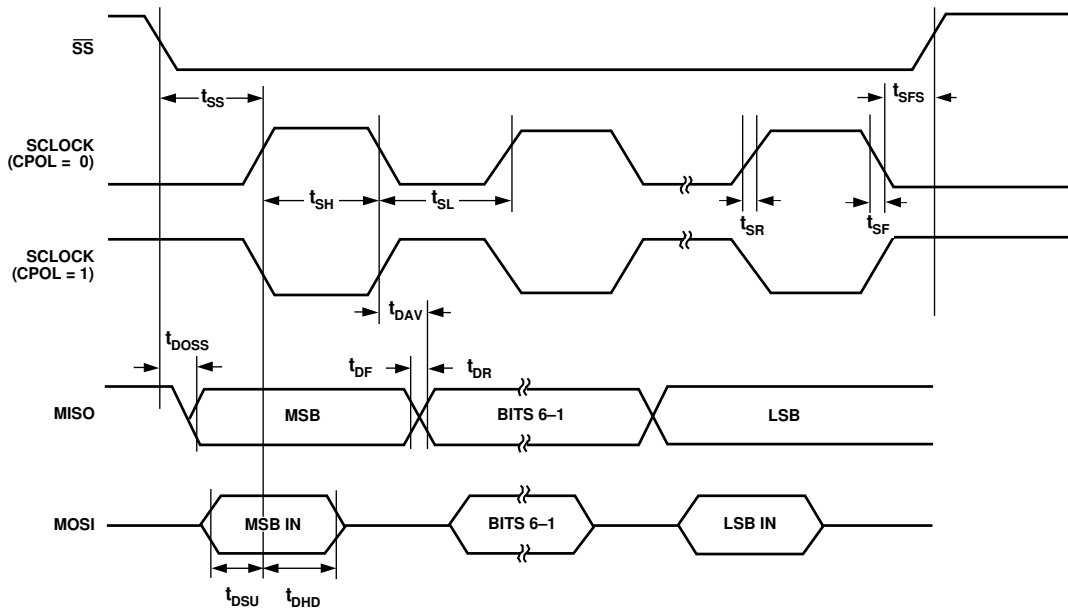 SS
tSS
tSFS
SCLOCK
(CPOL = 0)
tSH
tSL
tSR
tSF
SCLOCK
(CPOL = 1)
tDAV
tDOSS
tDF
tDR
MISO
MSB
BITS 6–1
LSB
MOSI
MSB IN
BITS 6–1
LSB IN
tDSU
tDHD